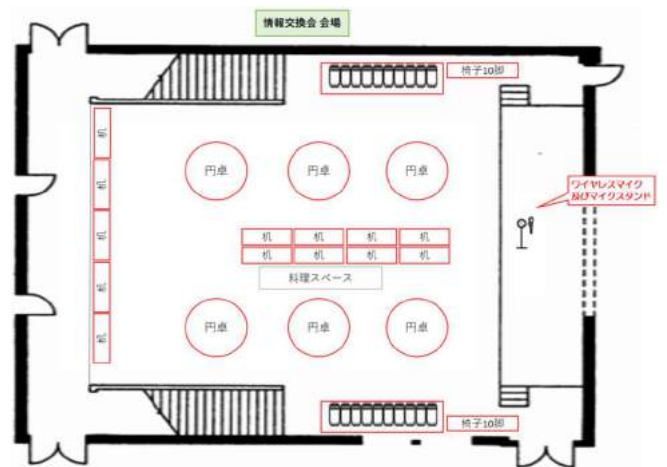 情報交換会 会場
椅子10脚
机
円卓 円卓 円卓
机
ワイヤレスマイク
及びマイクスタンド
机
机 机 机 机
机 机 机 机
料理スペース
机
円卓 円卓 円卓
机
椅子10脚